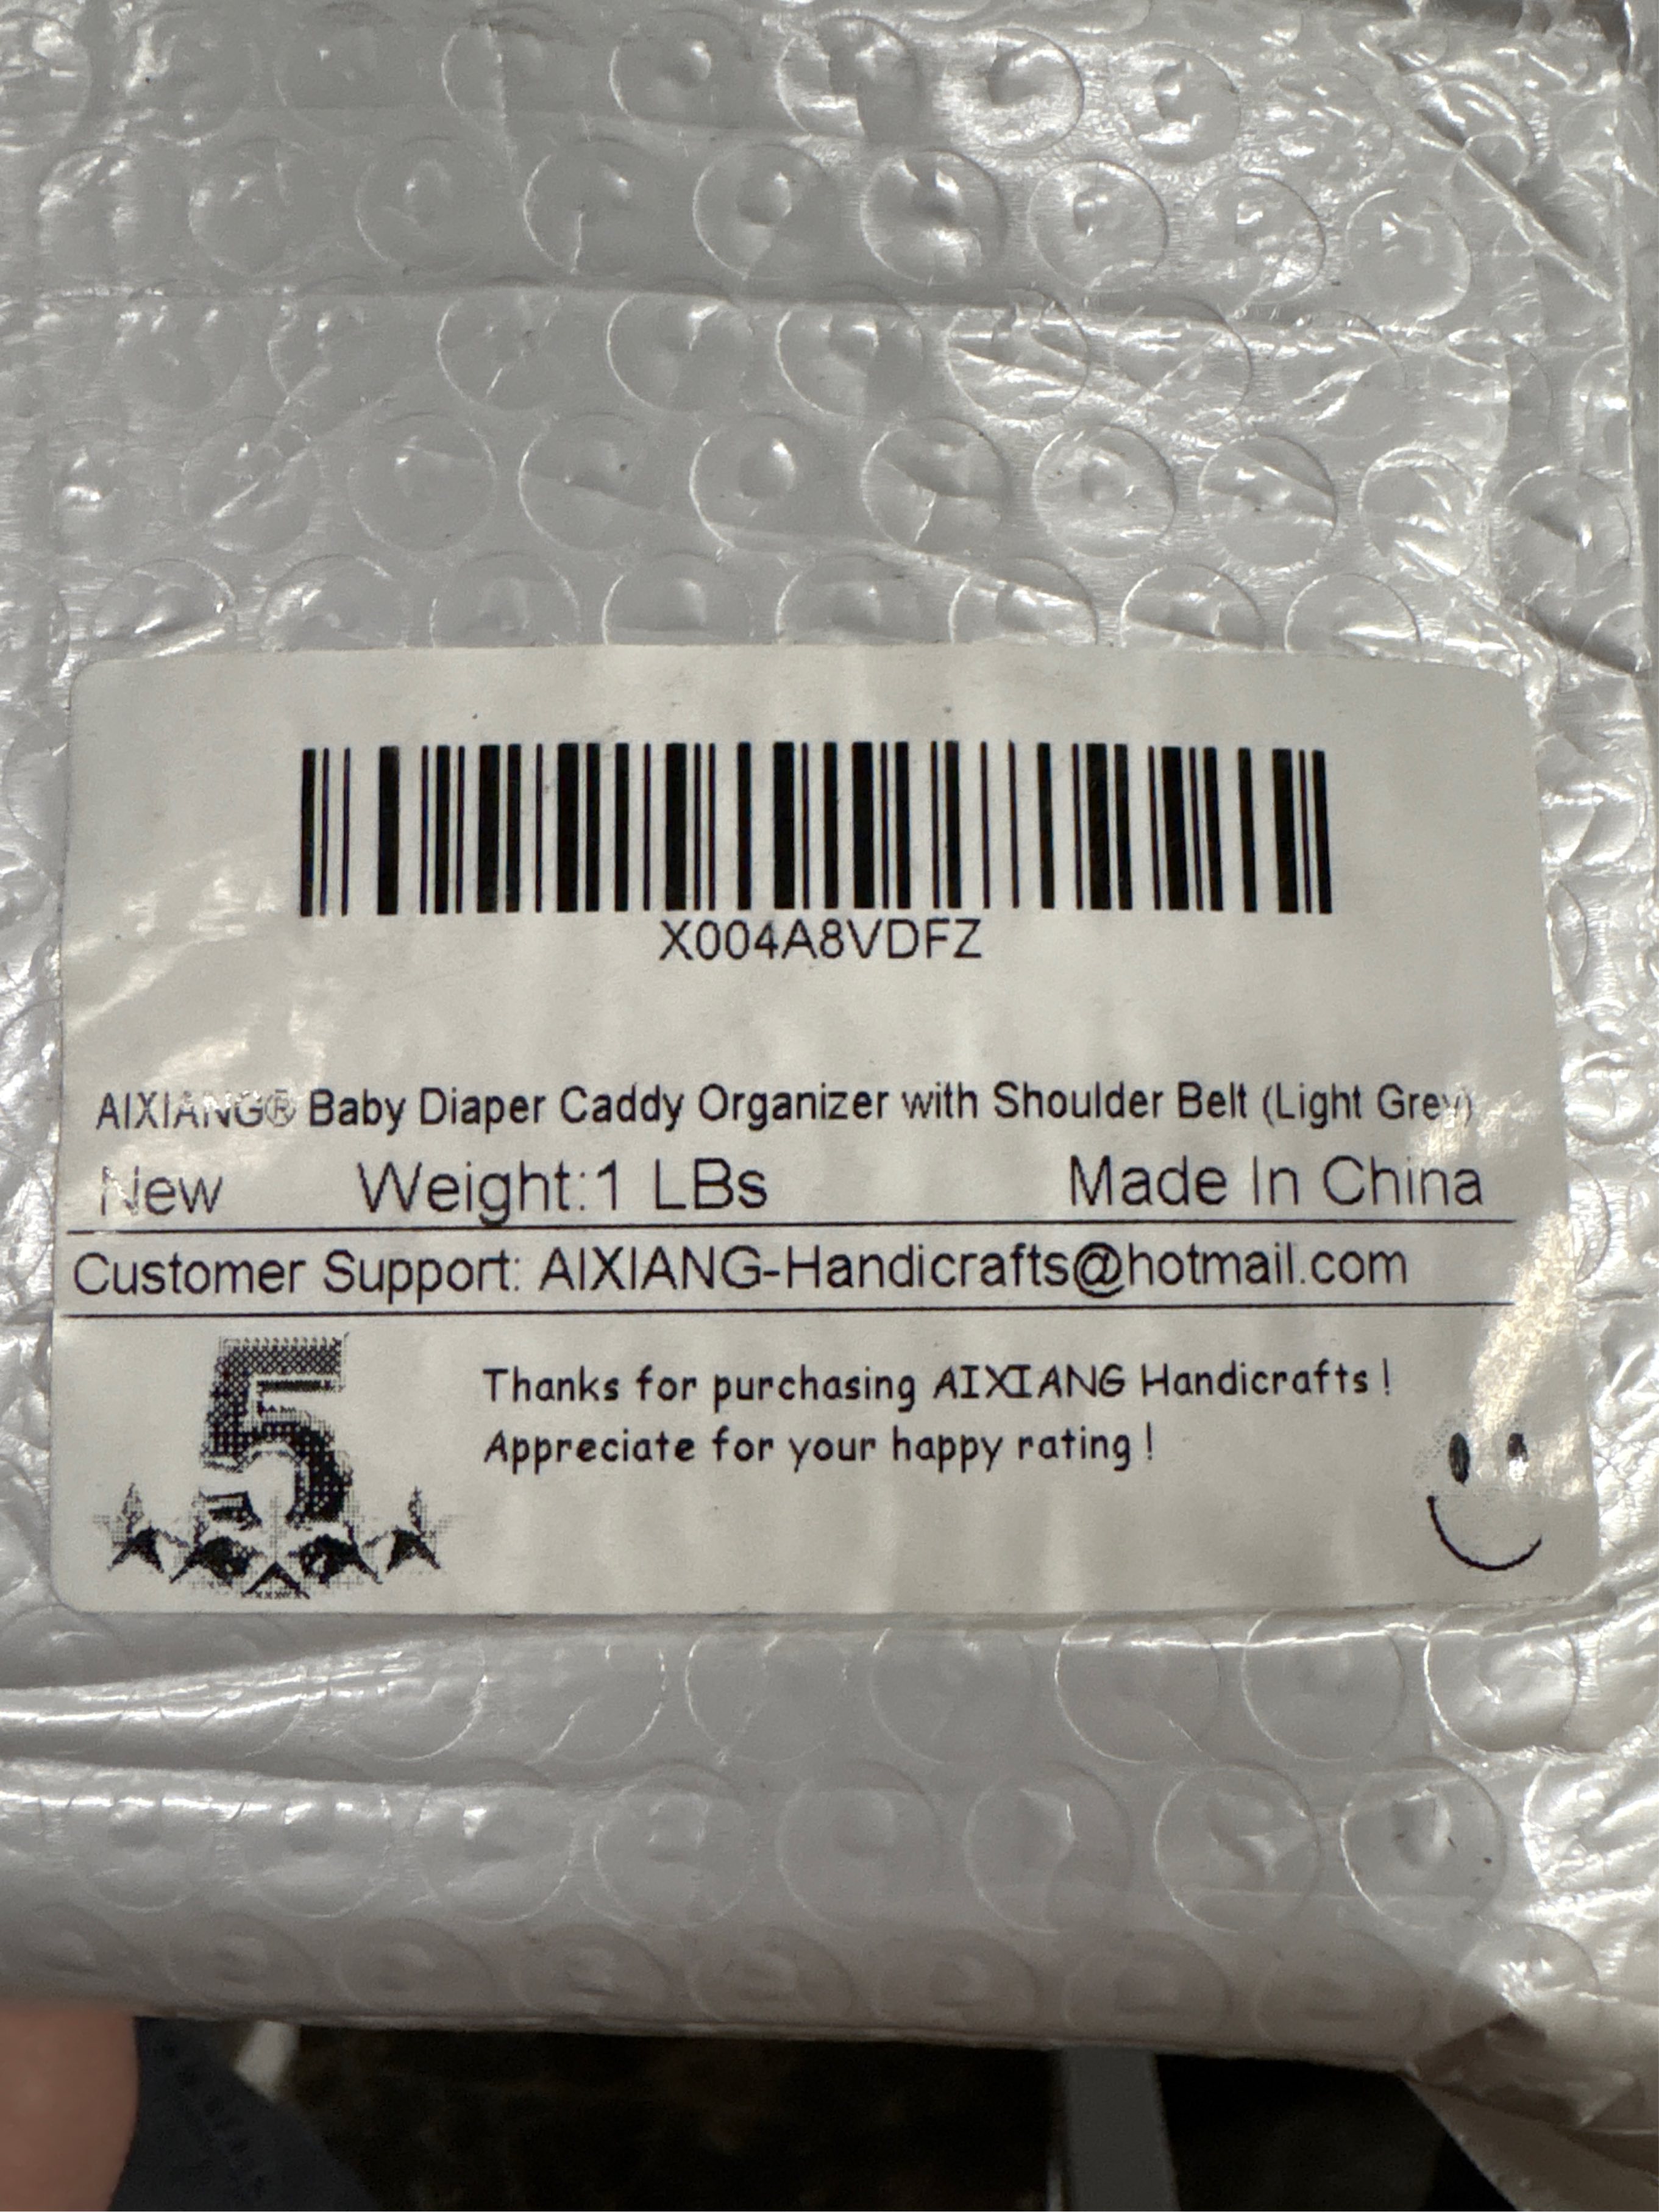 X004A8VDFZ
AIXIANG® Baby Diaper Caddy Organizer with Shoulder Belt (Light Grey)
New Weight:1 LBs Made In China
Customer Support: AIXIANG-Handicrafts@hotmail.com
5
Thanks for purchasing AIXIANG Handicrafts !
Appreciate for your happy rating !